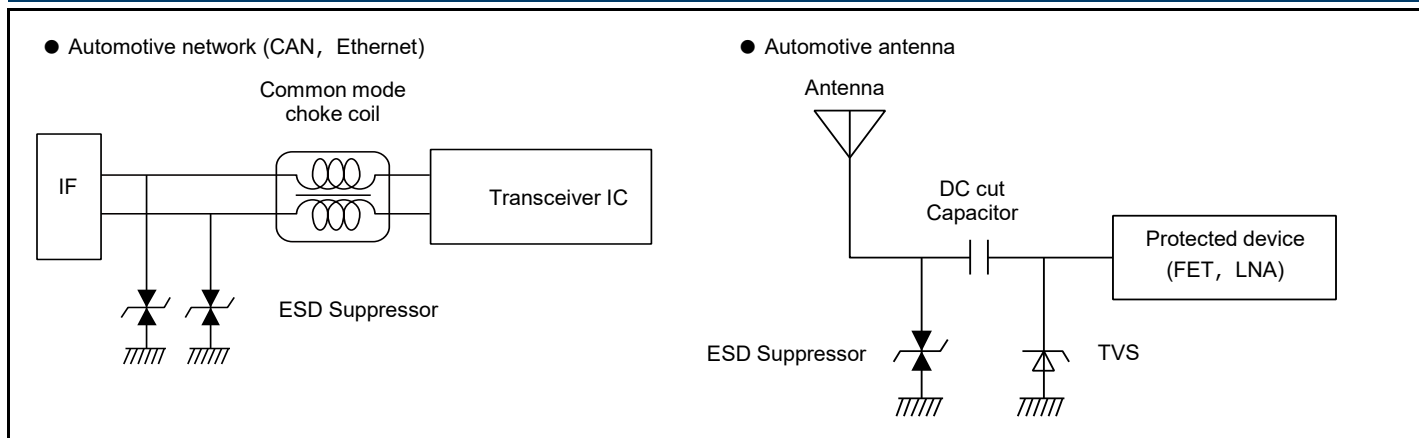 ● Automotive network (CAN，Ethernet)
Common mode
choke coil
IF
Transceiver IC
ESD Suppressor
● Automotive antenna
Antenna
DC cut
Capacitor
Protected device
(FET，LNA)
ESD Suppressor
TVS